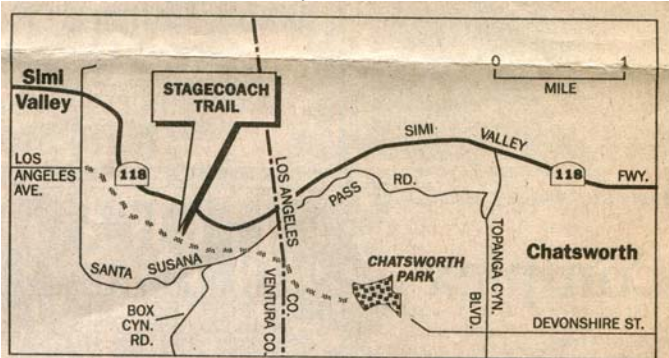 Simi
Valley
STAGECOACH
TRAIL
0 1
MILE
SIMI VALLEY FWY.
118
118
LOS
ANGELES
AVE.
LOS ANGELES CO.
VENTURA CO.
PASS RD.
SANTA SUSANA
BOX
CYN.
RD.
CHATSWORTH
PARK
TOPANGA CYN. BLVD.
Chatsworth
DEVONSHIRE ST.